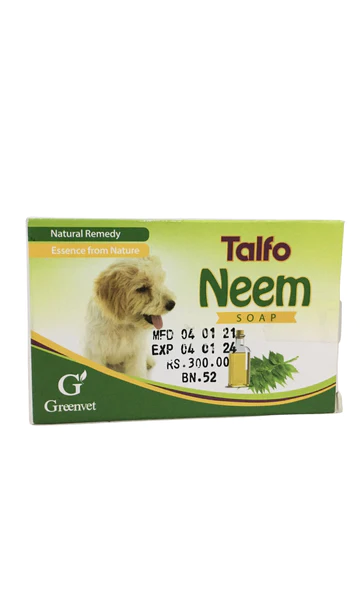 Natural Remedy
Essence from Nature
Talfo
Neem
SOAP
MFD 04 01 21
EXP 04 01 24
RS.300.00
BN.52
G
Greenvet